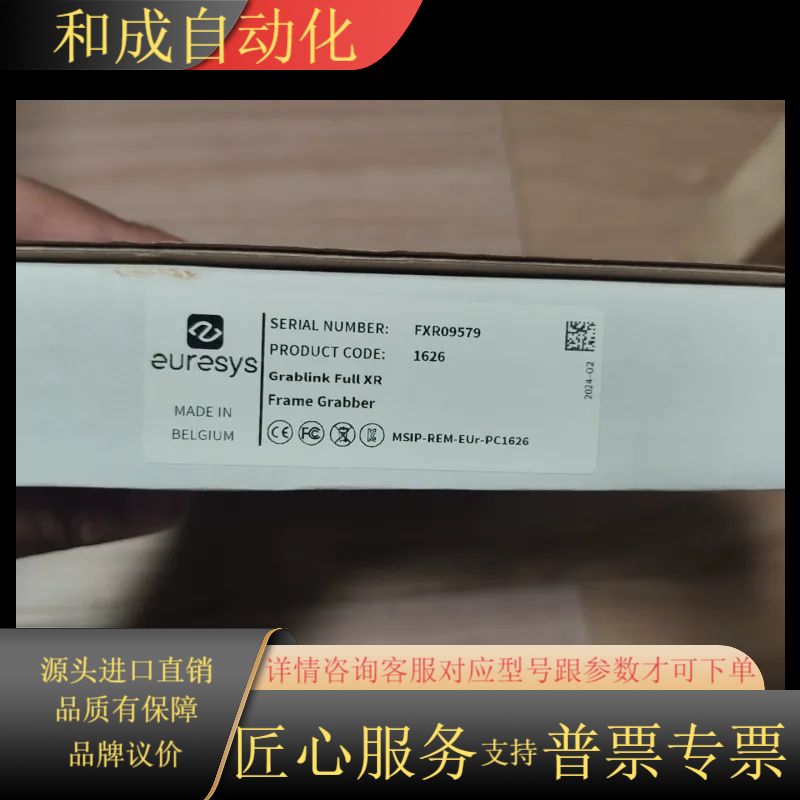 和成自动化
euresys
MADE IN
BELGIUM
SERIAL NUMBER: FXR09579
PRODUCT CODE: 1626
Grablink Full XR
Frame Grabber
CE FC MSIP-REM-EUr-PC1626
2024-02
源头进口直销
品质有保障
品牌议价
详情咨询客服对应型号跟参数才可下单
匠心服务支持普票专票